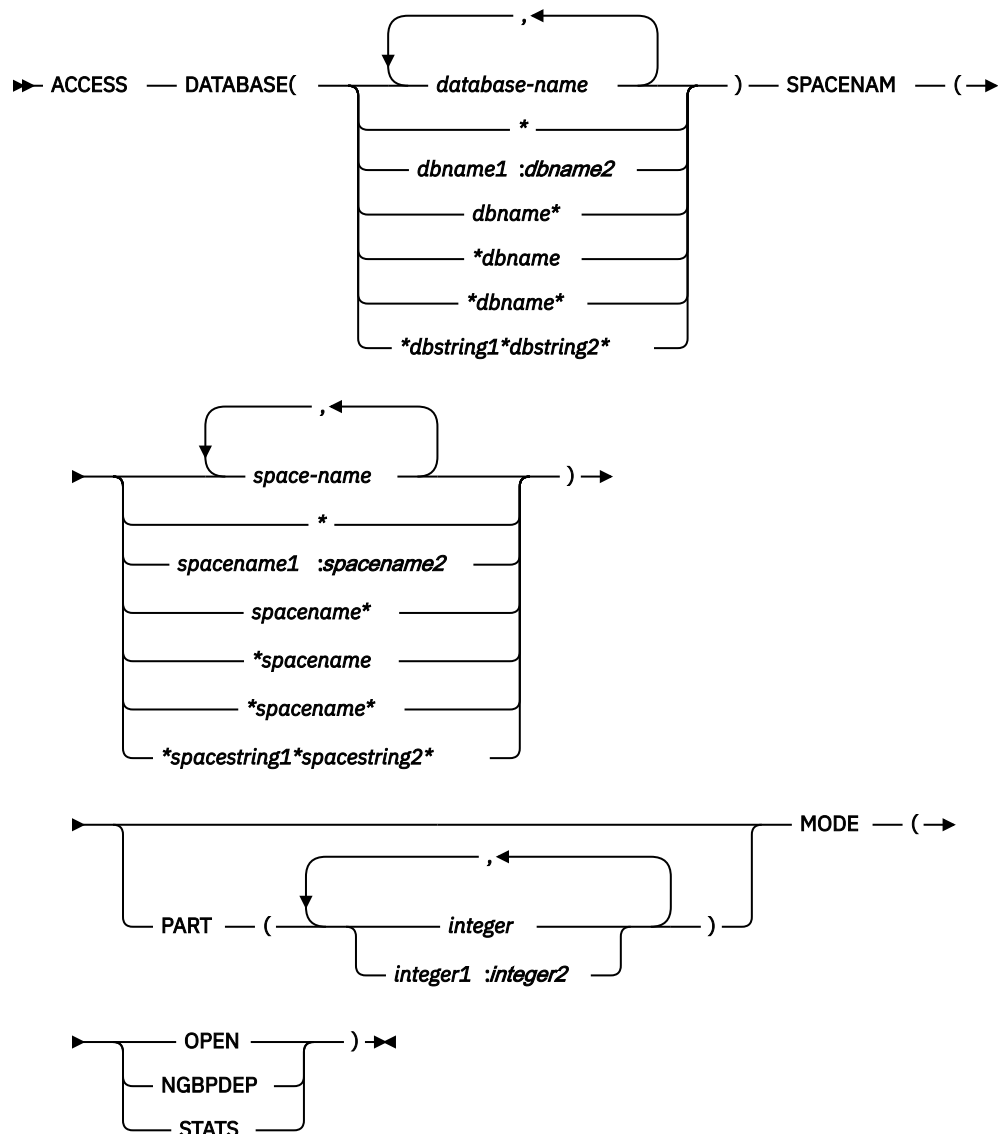 ,
ACCESS DATABASE( database-name ) SPACENAM (
*
dbname1 :dbname2
dbname*
*dbname
*dbname*
*dbstring1*dbstring2*
,
space-name )
*
spacename1 :spacename2
spacename*
*spacename
*spacename*
*spacestring1*spacestring2*
MODE (
,
PART ( integer )
integer1 :integer2
OPEN )
NGBPDEP
STATS